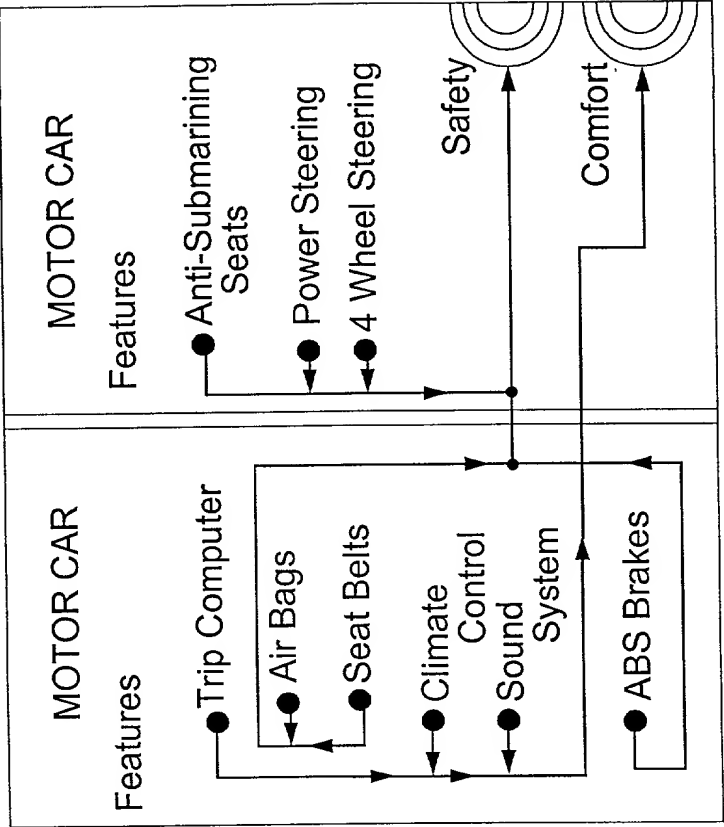 MOTOR CAR
Features
Trip Computer
Air Bags
Seat Belts
Climate
Control
Sound
System
ABS Brakes
MOTOR CAR
Features
Anti-Submarining
Seats
Power Steering
4 Wheel Steering
Safety
Comfort